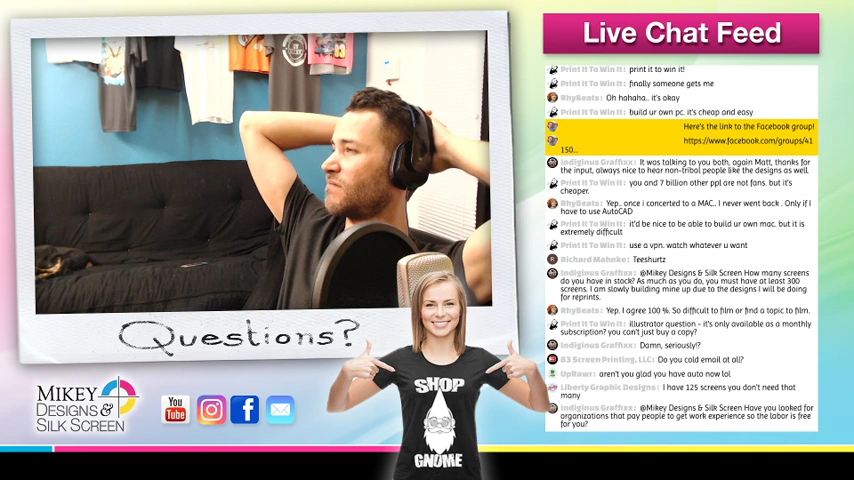 Live Chat Feed
Print It To Win It: print it to win it!
Print It To Win It: finally someone gets me
RhyBeats: Oh hahaha.. it's okay
Print It To Win It: build ur own pc. it's cheap and easy
Here's the link to the Facebook group!
https://www.facebook.com/groups/41
150...
Indiginus Graffixx: It was talking to you both, again Matt, thanks for
the input, always nice to hear non-tribal people like the designs as well.
Print It To Win It: you and 7 billion other ppl are not fans. but it's
cheaper.
RhyBeats: Yep.. once i concerted to a MAC.. I never went back . Only if I
have to use AutoCAD
Print It To Win It: it'd be nice to be able to build ur own mac. but it is
extremely difficult
Print It To Win It: use a vpn. watch whatever u want
Richard Mahnke: Teeshurtz
Indiginus Graffixx: @Mikey Designs & Silk Screen How many screens
do you have in stock? As much as you do, you must have at least 300
screens. I am slowly building mine up due to the designs I will be doing
for reprints.
RhyBeats: Yep. I agree 100 %. So difficult to film or find a topic to film.
Print It To Win It: illustrator question - it's only available as a monthly
subscription? you can't just buy a copy?
Indiginus Graffixx: Damn, seriously!?
B3 Screen Printing, LLC: Do you cold email at all?
UpRawr: aren't you glad you have auto now lol
Liberty Graphic Designs: I have 125 screens you don't need that
many
Indiginus Graffixx: @Mikey Designs & Silk Screen Have you looked for
organizations that pay people to get work experience so the labor is free
for you?
Questions?
MIKEY
DESIGNS &
SILK SCREEN
You
Tube
SHOP
GNOME